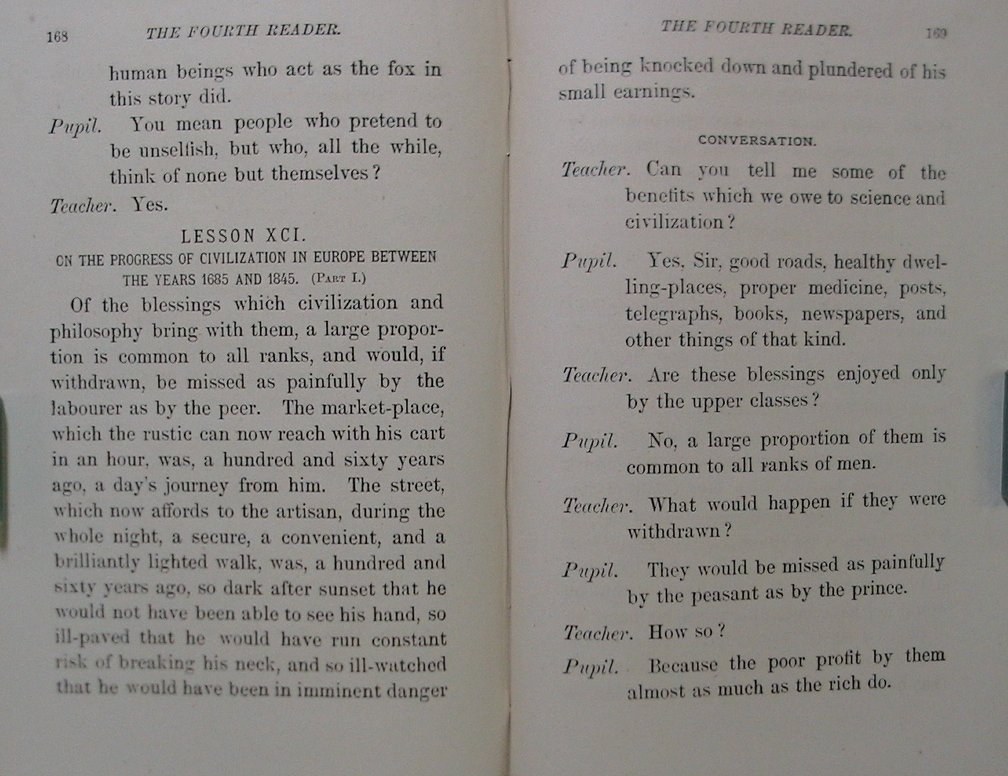 168 THE FOURTH READER.
human beings who act as the fox in
this story did.
Pupil. You mean people who pretend to
be unselfish, but who, all the while,
think of none but themselves?
Teacher. Yes.
LESSON XCI.
ON THE PROGRESS OF CIVILIZATION IN EUROPE BETWEEN
THE YEARS 1685 AND 1845. (PART I.)
Of the blessings which civilization and
philosophy bring with them, a large propor-
tion is common to all ranks, and would, if
withdrawn, be missed as painfully by the
labourer as by the peer. The market-place,
which the rustic can now reach with his cart
in an hour, was, a hundred and sixty years
ago, a day's journey from him. The street,
which now affords to the artisan, during the
whole night, a secure, a convenient, and a
brilliantly lighted walk, was, a hundred and
sixty years ago, so dark after sunset that he
would not have been able to see his hand, so
ill-paved that he would have run constant
risk of breaking his neck, and so ill-watched
that he would have been in imminent danger
THE FOURTH READER. 169
of being knocked down and plundered of his
small earnings.
CONVERSATION.
Teacher. Can you tell me some of the
benefits which we owe to science and
civilization?
Pupil. Yes, Sir, good roads, healthy dwel-
ling-places, proper medicine, posts,
telegraphs, books, newspapers, and
other things of that kind.
Teacher. Are these blessings enjoyed only
by the upper classes?
Pupil. No, a large proportion of them is
common to all ranks of men.
Teacher. What would happen if they were
withdrawn?
Pupil. They would be missed as painfully
by the peasant as by the prince.
Teacher. How so?
Pupil. Because the poor profit by them
almost as much as the rich do.